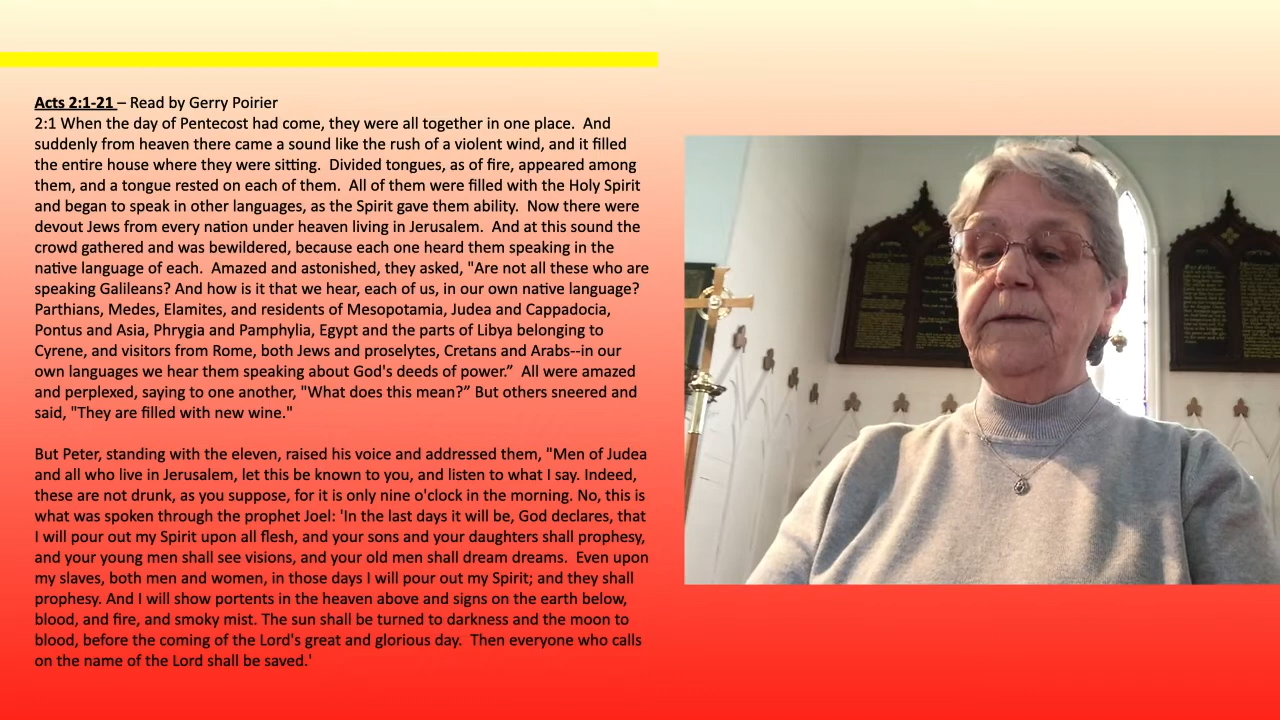 Acts 2:1-21 – Read by Gerry Poirier
2:1 When the day of Pentecost had come, they were all together in one place.  And
suddenly from heaven there came a sound like the rush of a violent wind, and it filled
the entire house where they were sitting.  Divided tongues, as of fire, appeared among
them, and a tongue rested on each of them.  All of them were filled with the Holy Spirit
and began to speak in other languages, as the Spirit gave them ability.  Now there were
devout Jews from every nation under heaven living in Jerusalem.  And at this sound the
crowd gathered and was bewildered, because each one heard them speaking in the
native language of each.  Amazed and astonished, they asked, "Are not all these who are
speaking Galileans? And how is it that we hear, each of us, in our own native language?
Parthians, Medes, Elamites, and residents of Mesopotamia, Judea and Cappadocia,
Pontus and Asia, Phrygia and Pamphylia, Egypt and the parts of Libya belonging to
Cyrene, and visitors from Rome, both Jews and proselytes, Cretans and Arabs--in our
own languages we hear them speaking about God's deeds of power.”  All were amazed
and perplexed, saying to one another, "What does this mean?” But others sneered and
said, "They are filled with new wine."
But Peter, standing with the eleven, raised his voice and addressed them, "Men of Judea
and all who live in Jerusalem, let this be known to you, and listen to what I say. Indeed,
these are not drunk, as you suppose, for it is only nine o'clock in the morning. No, this is
what was spoken through the prophet Joel: 'In the last days it will be, God declares, that
I will pour out my Spirit upon all flesh, and your sons and your daughters shall prophesy,
and your young men shall see visions, and your old men shall dream dreams.  Even upon
my slaves, both men and women, in those days I will pour out my Spirit; and they shall
prophesy. And I will show portents in the heaven above and signs on the earth below,
blood, and fire, and smoky mist. The sun shall be turned to darkness and the moon to
blood, before the coming of the Lord's great and glorious day.  Then everyone who calls
on the name of the Lord shall be saved.'